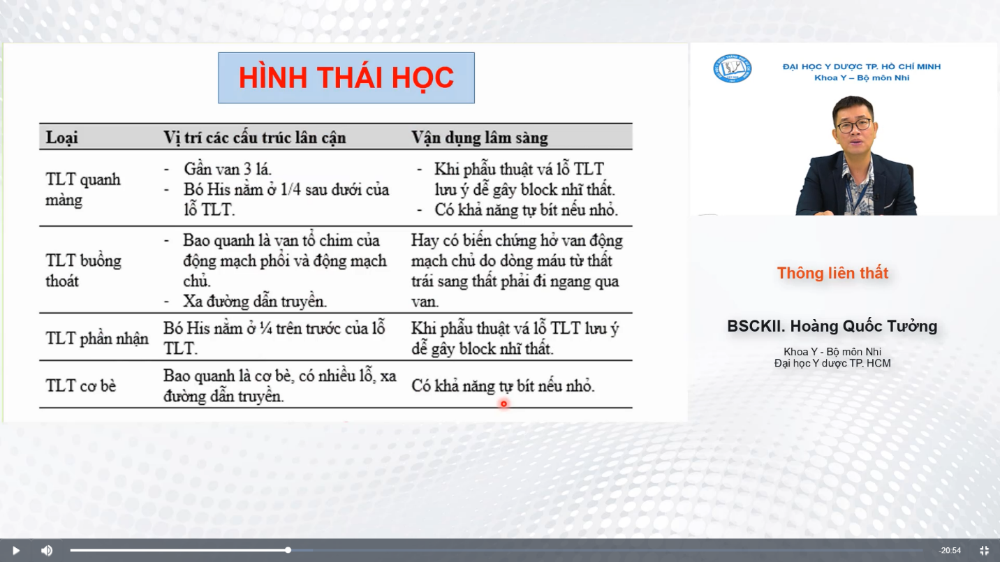 HÌNH THÁI HỌC
Loại
Vị trí các cấu trúc lân cận
Vận dụng lâm sàng
TLT quanh
màng
- Gần van 3 lá.
- Bó His nằm ở 1/4 sau dưới của
lỗ TLT.
- Khi phẫu thuật vá lỗ TLT
lưu ý dễ gây block nhĩ thất.
- Có khả năng tự bít nếu nhỏ.
TLT buồng
thoát
- Bao quanh là van tổ chim của
động mạch phổi và động mạch
chủ.
- Xa đường dẫn truyền.
Hay có biến chứng hở van động
mạch chủ do dòng máu từ thất
trái sang thất phải đi ngang qua
van.
TLT phần nhận
Bó His nằm ở ¼ trên trước của lỗ
TLT.
Khi phẫu thuật vá lỗ TLT lưu ý
dễ gây block nhĩ thất.
TLT cơ bè
Bao quanh là cơ bè, có nhiều lỗ, xa
đường dẫn truyền.
Có khả năng tự bít nếu nhỏ.
ĐẠI HỌC Y DƯỢC TP. HỒ CHÍ MINH
Khoa Y – Bộ môn Nhi
Thông liên thất
BSCKII. Hoàng Quốc Tưởng
Khoa Y - Bộ môn Nhi
Đại học Y dược TP. HCM
-20:54